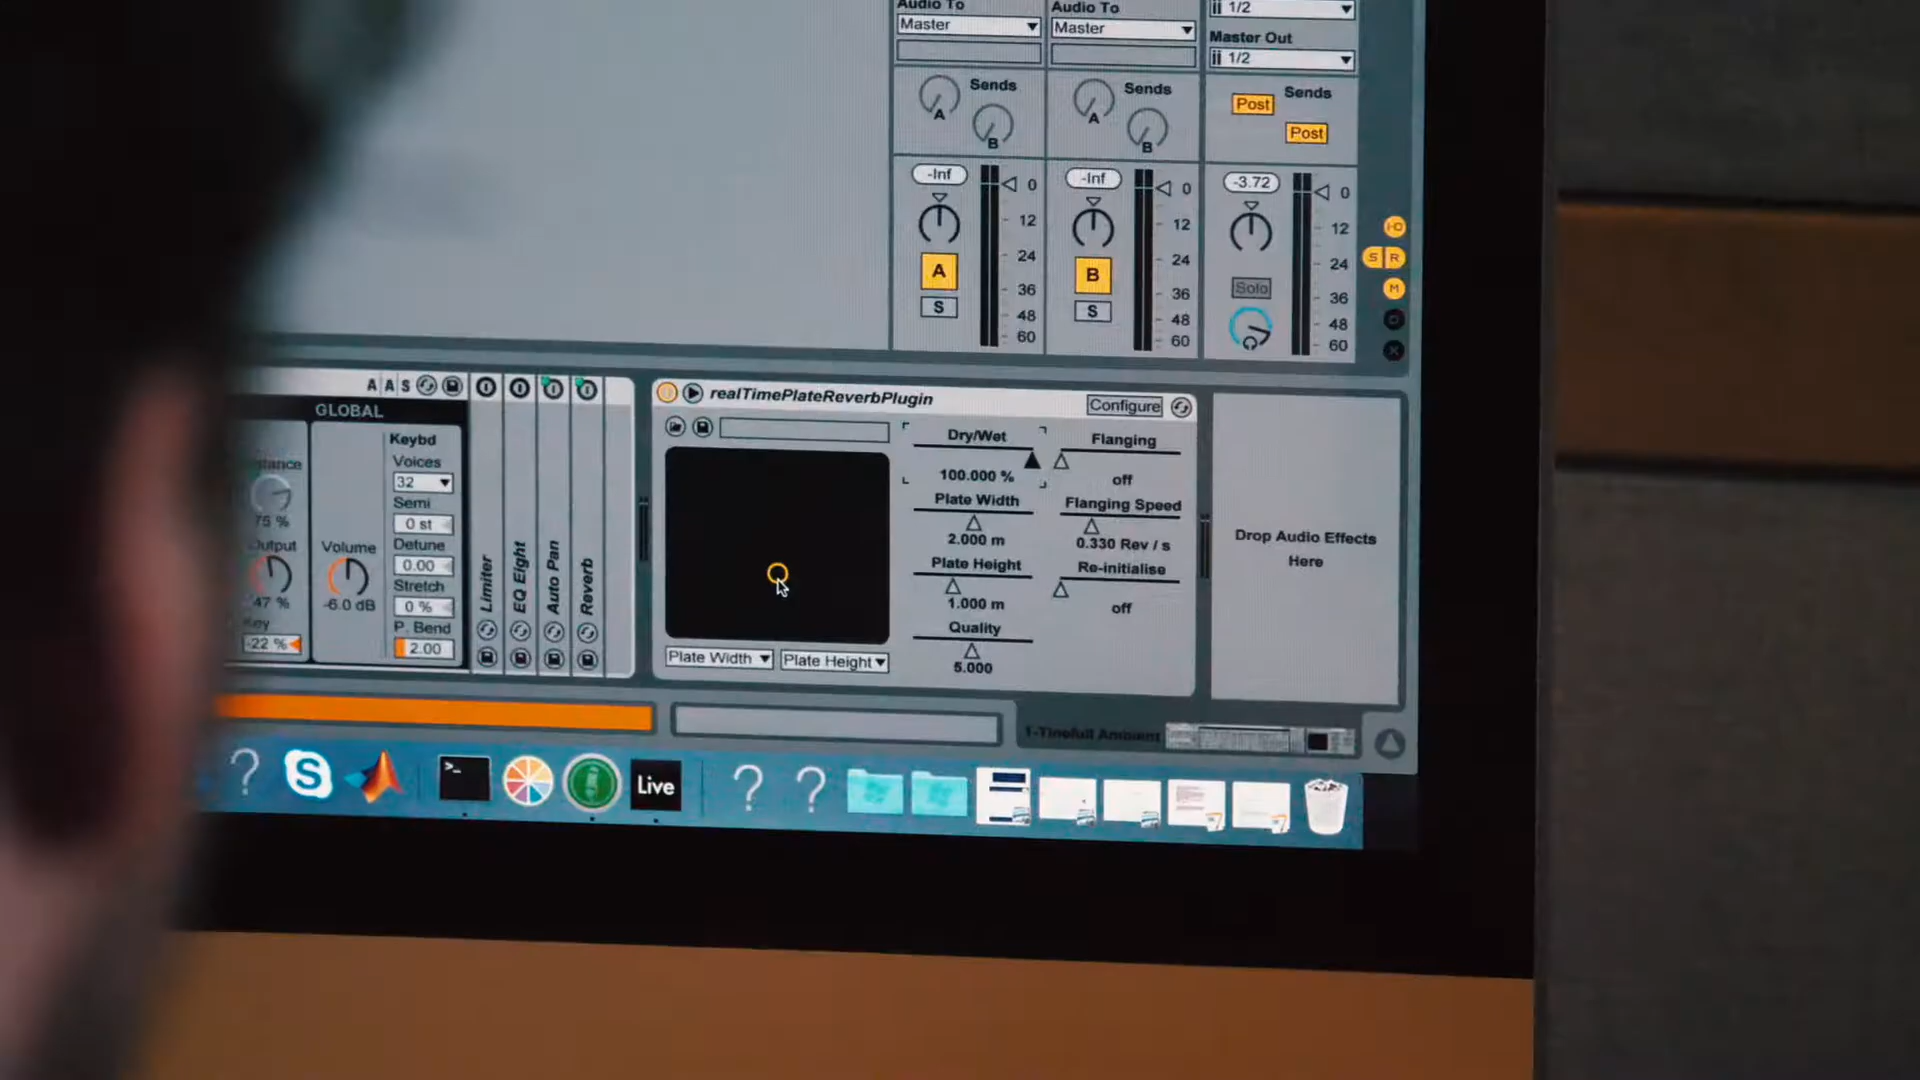 Audio To
Master
Audio To
Master
1/2
Master Out
1/2
Sends
A
B
Sends
A
B
Sends
Post
Post
-Inf
0
12
24
36
48
60
A
S
-Inf
0
12
24
36
48
60
B
S
-3.72
0
12
24
36
48
60
Solo
I-O
S R
M
A A S
GLOBAL
75 %
Output
47 %
Key
-22 %
Volume
-6.0 dB
Keybd
Voices
32
Semi
0 st
Detune
0.00
Stretch
0 %
P. Bend
2.00
Limiter
EQ Eight
Auto Pan
Reverb
realTimePlateReverbPlugin
Configure
Plate Width
Plate Height
Dry/Wet
100.000 %
Plate Width
2.000 m
Plate Height
1.000 m
Quality
5.000
Flanging
off
Flanging Speed
0.330 Rev / s
Re-initialise
off
Drop Audio Effects
Here
1-Tinefull Ambient
? S >_ Live ? ?